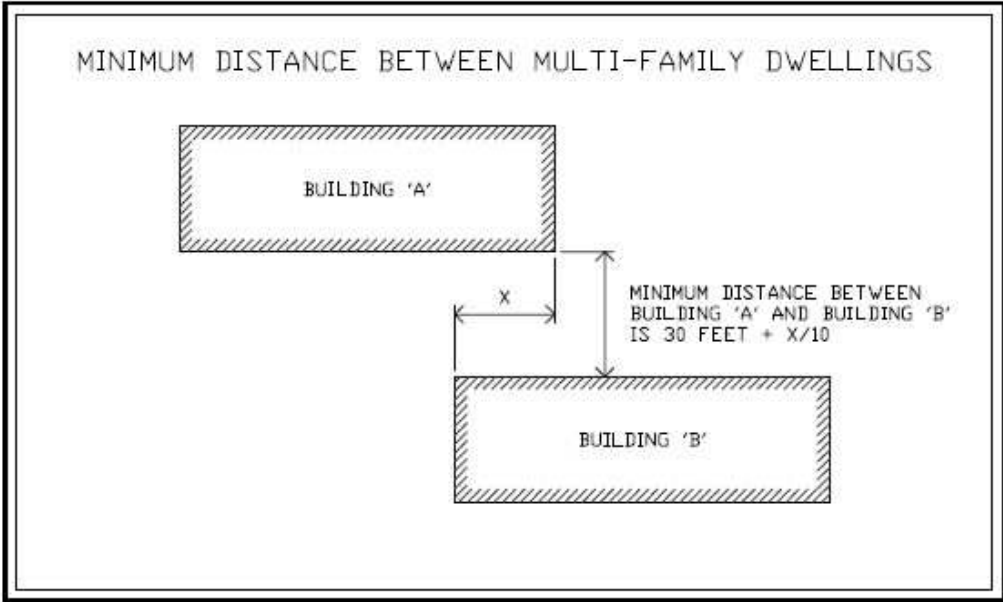 MINIMUM DISTANCE BETWEEN MULTI-FAMILY DWELLINGS
BUILDING 'A'
X
MINIMUM DISTANCE BETWEEN
BUILDING 'A' AND BUILDING 'B'
IS 30 FEET + X/10
BUILDING 'B'